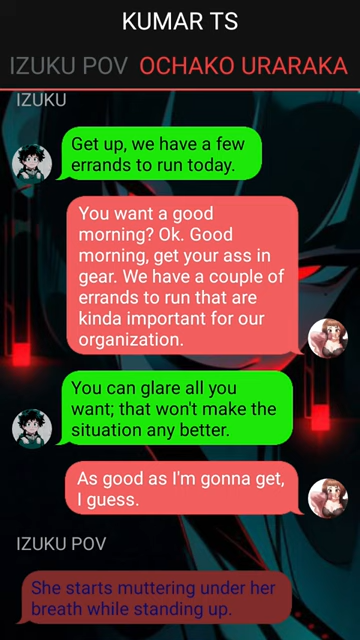 KUMAR TS
IZUKU POV OCHAKO URARAKA
IZUKU
Get up, we have a few
errands to run today.
You want a good
morning? Ok. Good
morning, get your ass in
gear. We have a couple of
errands to run that are
kinda important for our
organization.
You can glare all you
want; that won't make the
situation any better.
As good as I'm gonna get,
I guess.
IZUKU POV
She starts muttering under her
breath while standing up.